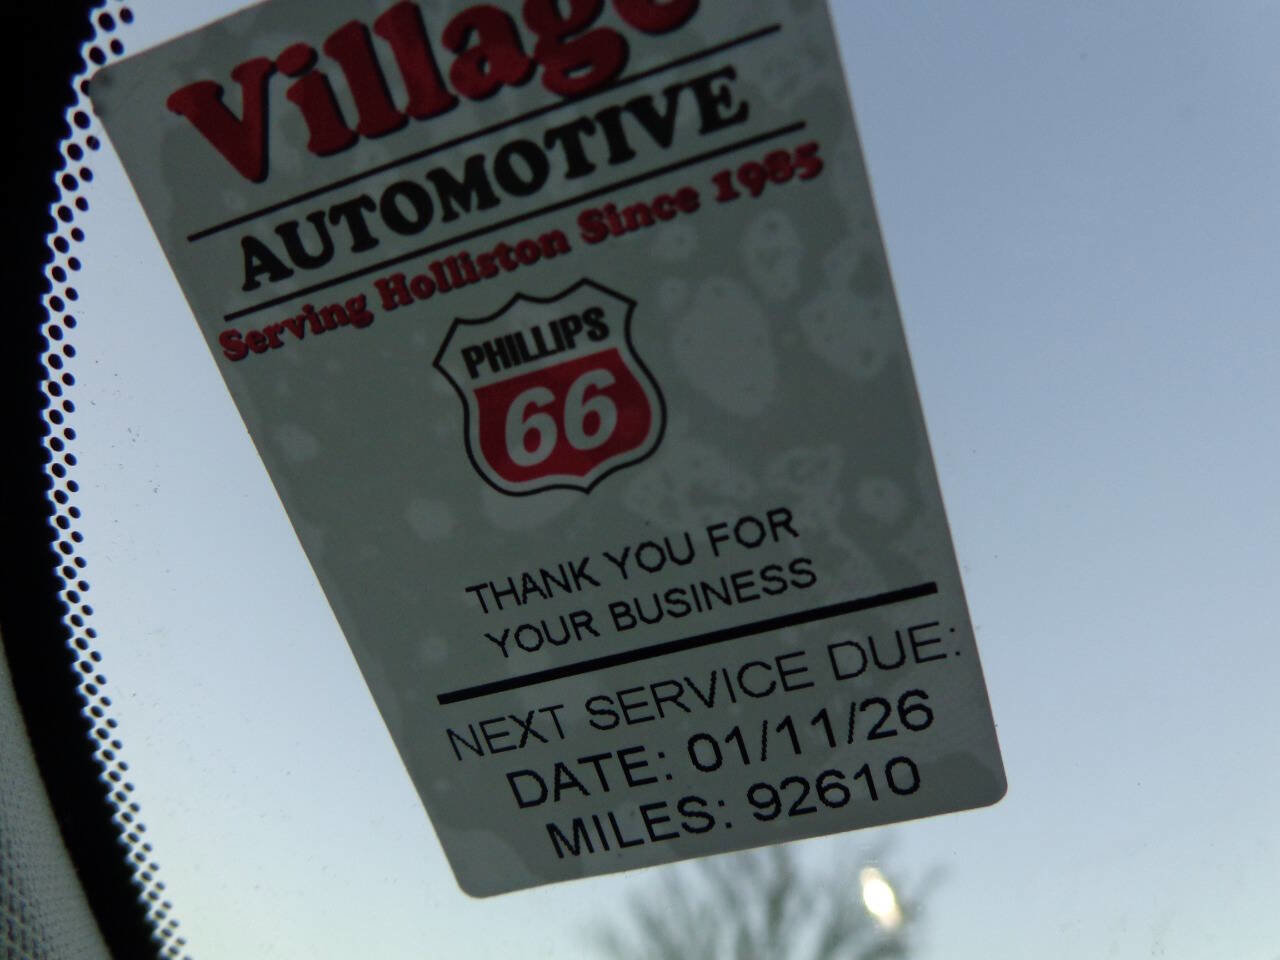 Village
AUTOMOTIVE
Serving Holliston Since 1985
PHILLIPS
66
THANK YOU FOR
YOUR BUSINESS
NEXT SERVICE DUE:
DATE: 01/11/26
MILES: 92610